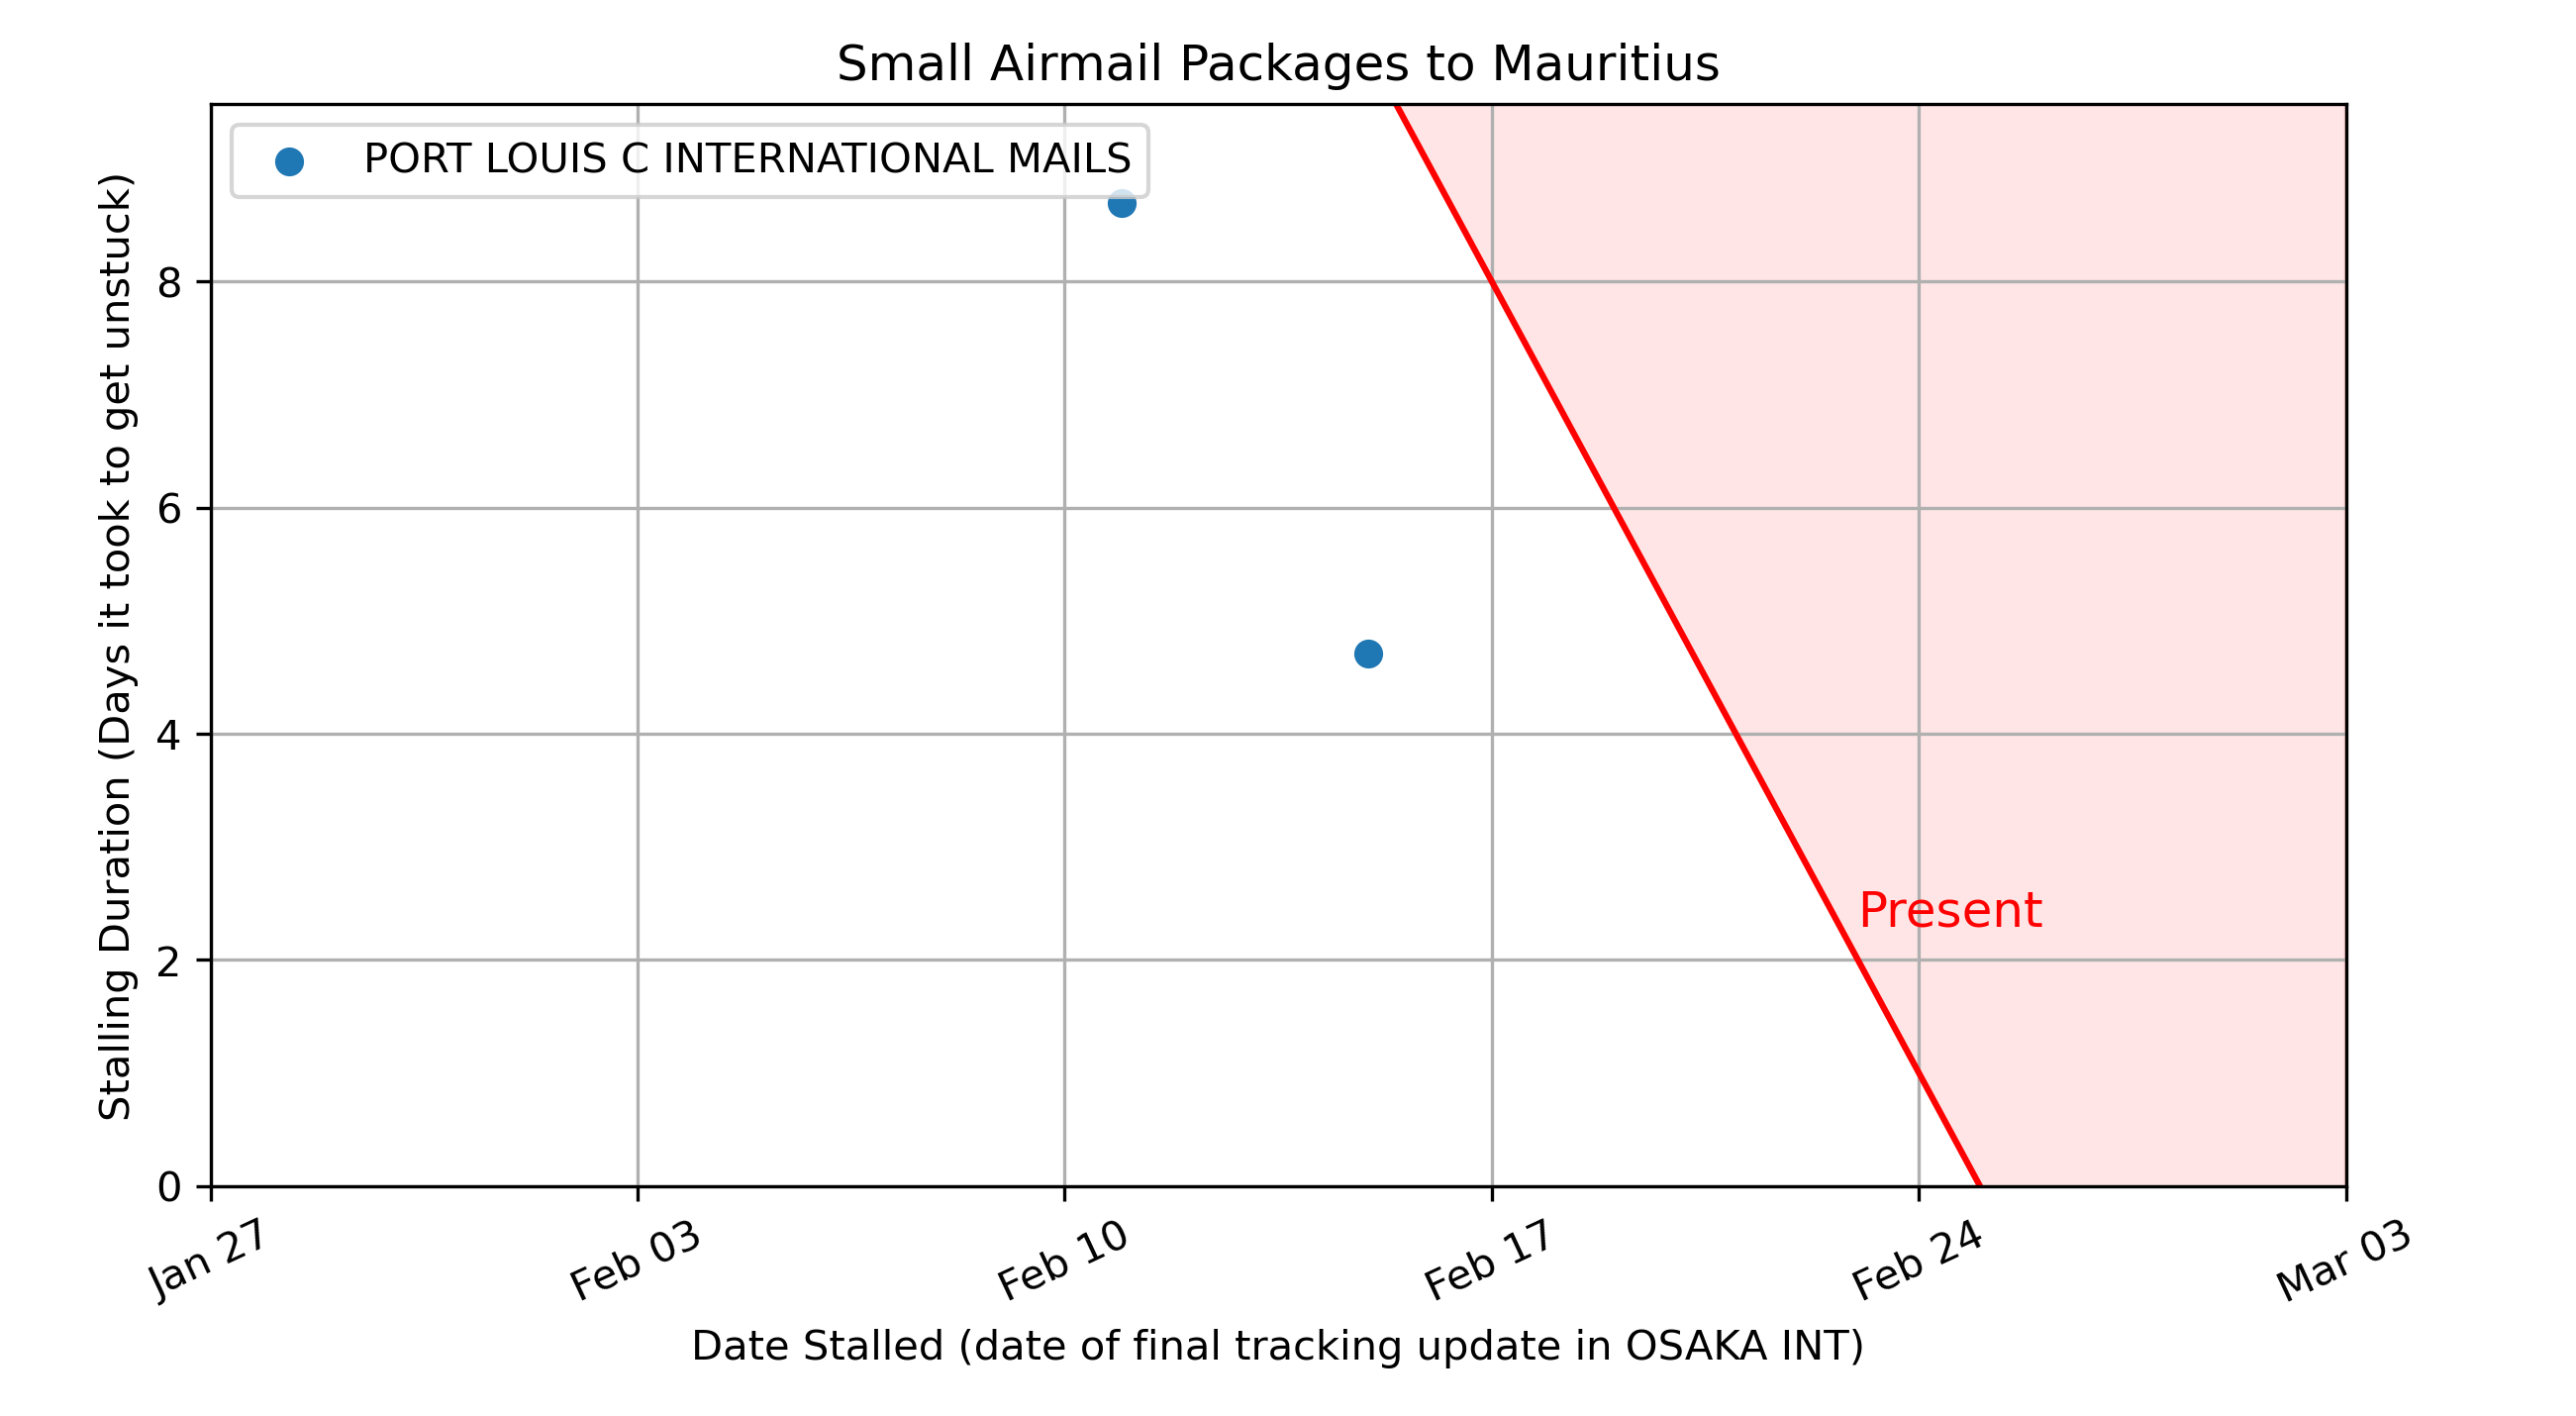 Small Airmail Packages to Mauritius
PORT LOUIS C INTERNATIONAL MAILS
Stalling Duration (Days it took to get unstuck)
8
6
4
2
0
Present
Jan 27
Feb 03
Feb 10
Feb 17
Feb 24
Mar 03
Date Stalled (date of final tracking update in OSAKA INT)